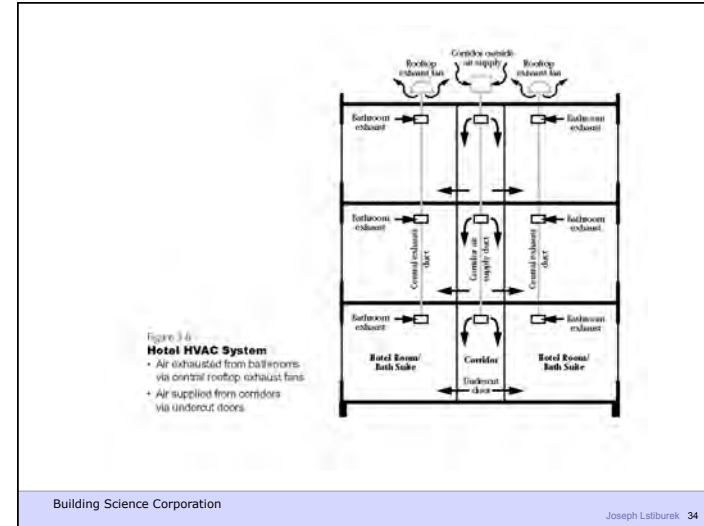 Corridor outside
air supply
Rooftop
exhaust fan
Rooftop
exhaust fan
Bathroom
exhaust
Bathroom
exhaust
Bathroom
exhaust
Central exhaust
duct
Corridor air
supply duct
Central exhaust
duct
Bathroom
exhaust
Bathroom
exhaust
Bathroom
exhaust
Hotel Room/
Bath Suite
Corridor
Hotel Room/
Bath Suite
Undercut
door
Figure 3.6
Hotel HVAC System
• Air exhausted from bathrooms
via central rooftop exhaust fans
• Air supplied from corridors
via undercut doors
Building Science Corporation
Joseph Lstiburek 34